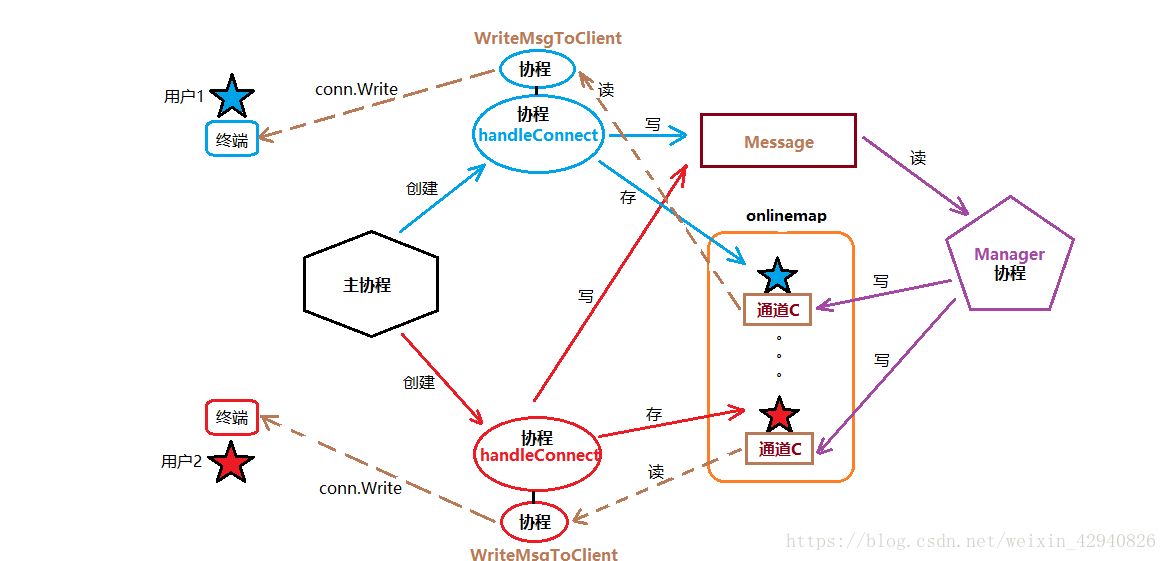 WriteMsgToClient
协程
读
conn.Write
用户1
终端
协程
handleConnect
写
Message
读
创建
存
onlinemap
Manager
协程
主协程
写
通道C
写
写
创建
终端
存
协程
handleConnect
通道C
用户2
读
conn.Write
协程
WriteMsgToClient
https://blog.csdn.net/weixin_42940826